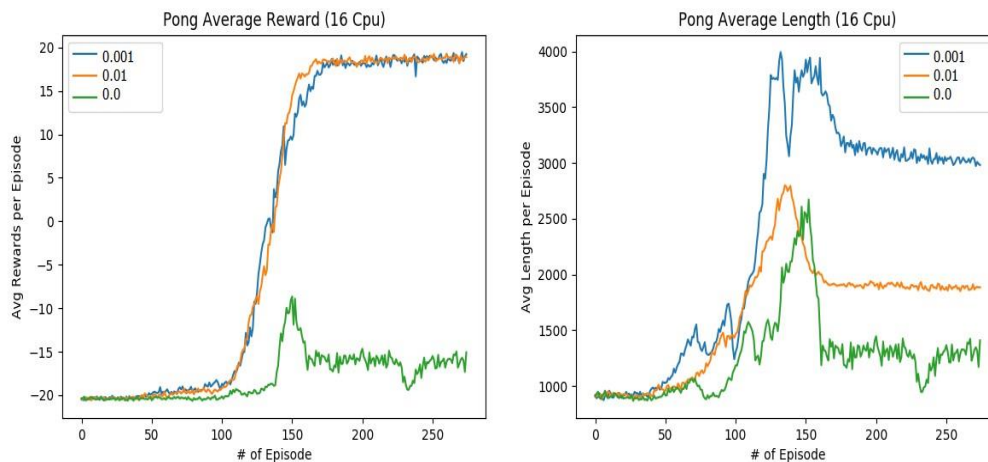 Pong Average Reward (16 Cpu)
20
15
10
5
0
−5
−10
−15
−20
Avg Rewards per Episode
0.001
0.01
0.0
0 50 100 150 200 250
# of Episode
Pong Average Length (16 Cpu)
4000
3500
3000
2500
2000
1500
1000
Avg Length per Episode
0.001
0.01
0.0
0 50 100 150 200 250
# of Episode